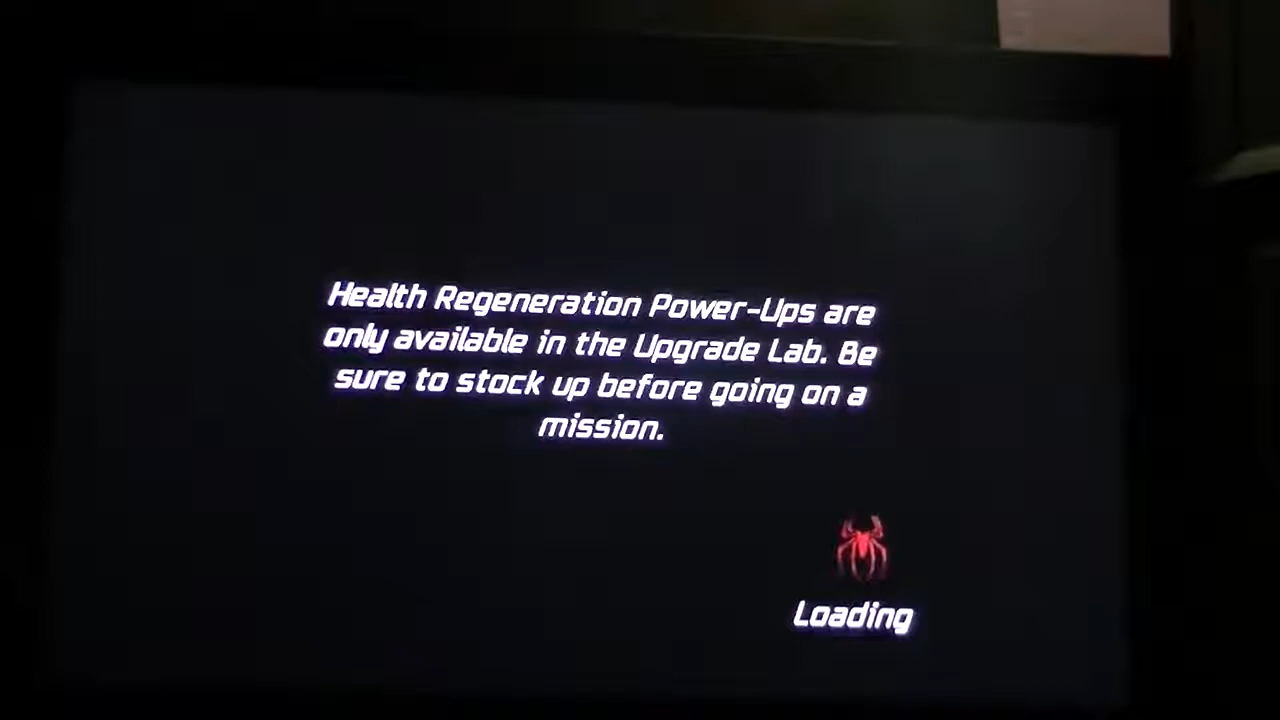 Health Regeneration Power-Ups are
only available in the Upgrade Lab. Be
sure to stock up before going on a
mission.
Loading